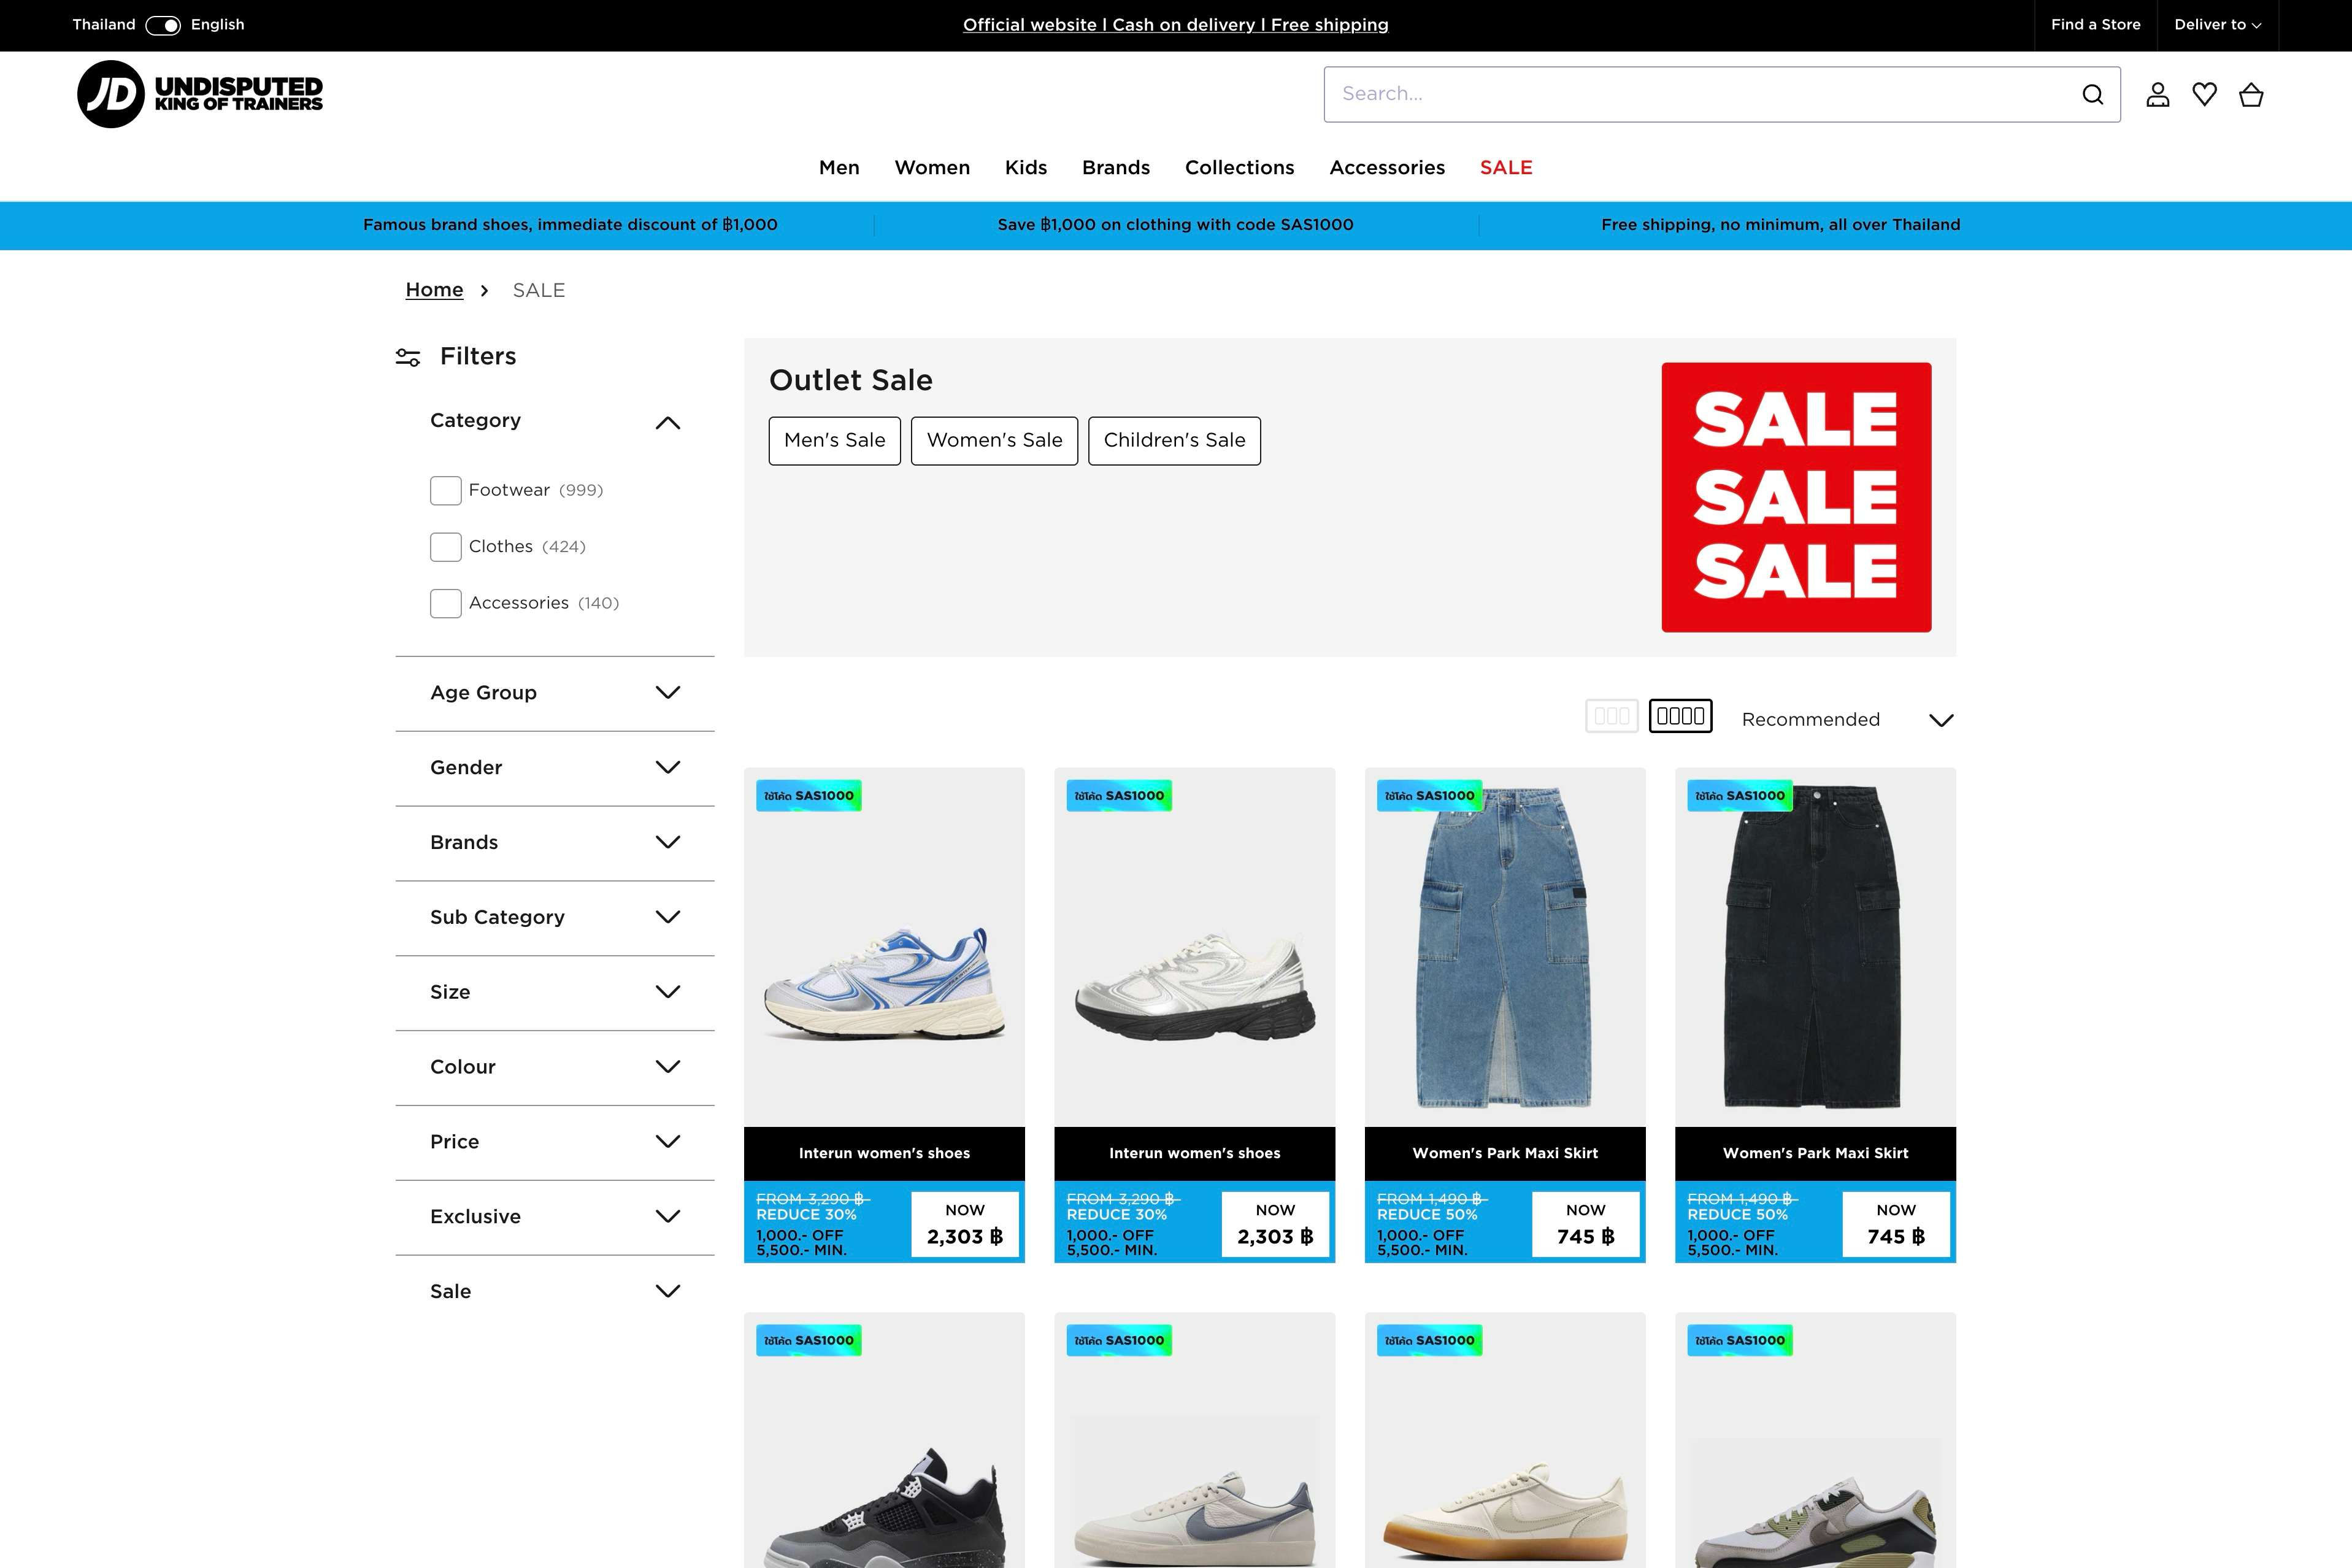 Thailand English
Official website | Cash on delivery | Free shipping
Find a Store
Deliver to
JD UNDISPUTED
KING OF TRAINERS
Search...
Men Women Kids Brands Collections Accessories SALE
Famous brand shoes, immediate discount of ฿1,000
Save ฿1,000 on clothing with code SAS1000
Free shipping, no minimum, all over Thailand
Home > SALE
Filters
Category
Footwear (999)
Clothes (424)
Accessories (140)
Age Group
Gender
Brands
Sub Category
Size
Colour
Price
Exclusive
Sale
Outlet Sale
Men's Sale
Women's Sale
Children's Sale
SALE
SALE
SALE
Recommended
ใช้โค้ด SAS1000
Interun women's shoes
FROM 3,290 ฿
REDUCE 30%
1,000.- OFF
5,500.- MIN.
NOW
2,303 ฿
ใช้โค้ด SAS1000
Interun women's shoes
FROM 3,290 ฿
REDUCE 30%
1,000.- OFF
5,500.- MIN.
NOW
2,303 ฿
ใช้โค้ด SAS1000
Women's Park Maxi Skirt
FROM 1,490 ฿
REDUCE 50%
1,000.- OFF
5,500.- MIN.
NOW
745 ฿
ใช้โค้ด SAS1000
Women's Park Maxi Skirt
FROM 1,490 ฿
REDUCE 50%
1,000.- OFF
5,500.- MIN.
NOW
745 ฿
ใช้โค้ด SAS1000
ใช้โค้ด SAS1000
ใช้โค้ด SAS1000
ใช้โค้ด SAS1000